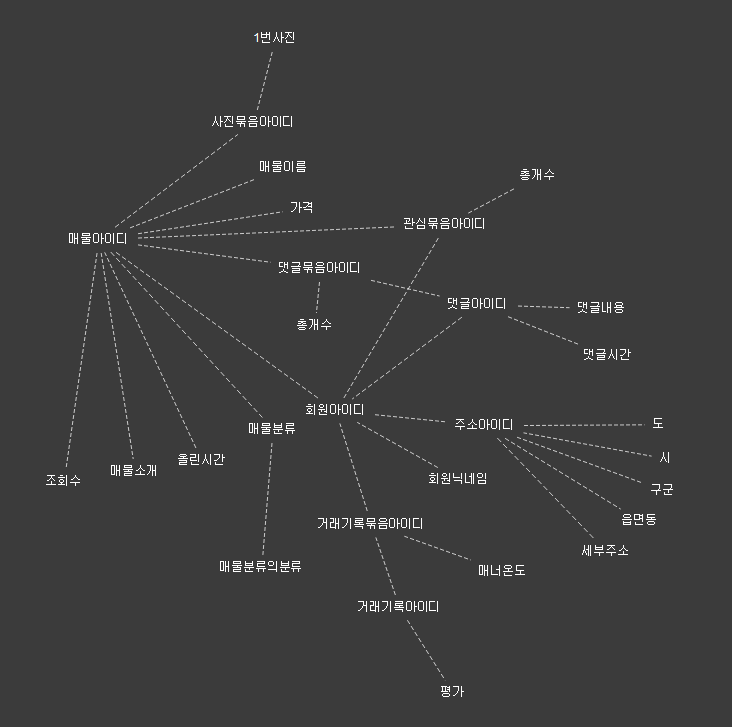 1번사진
사진묶음아이디
매물이름
총개수
가격
관심묶음아이디
매물아이디
댓글묶음아이디
댓글아이디
댓글내용
총개수
댓글시간
회원아이디
매물분류
주소아이디
도
시
올린시간
매물소개
조회수
회원닉네임
구군
읍면동
거래기록묶음아이디
세부주소
매물분류의분류
매너온도
거래기록아이디
평가